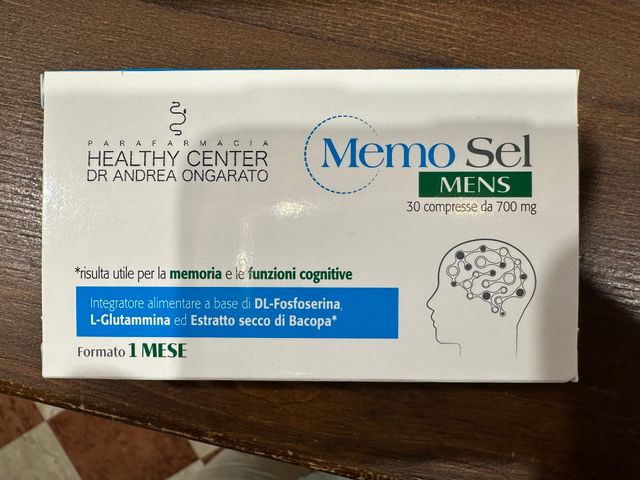 PARAFARMACIA
HEALTHY CENTER
DR ANDREA ONGARATO
Memo Sel
MENS
30 compresse da 700 mg
*risulta utile per la memoria e le funzioni cognitive
Integratore alimentare a base di DL-Fosfoserina,
L-Glutammina ed Estratto secco di Bacopa*
Formato 1 MESE